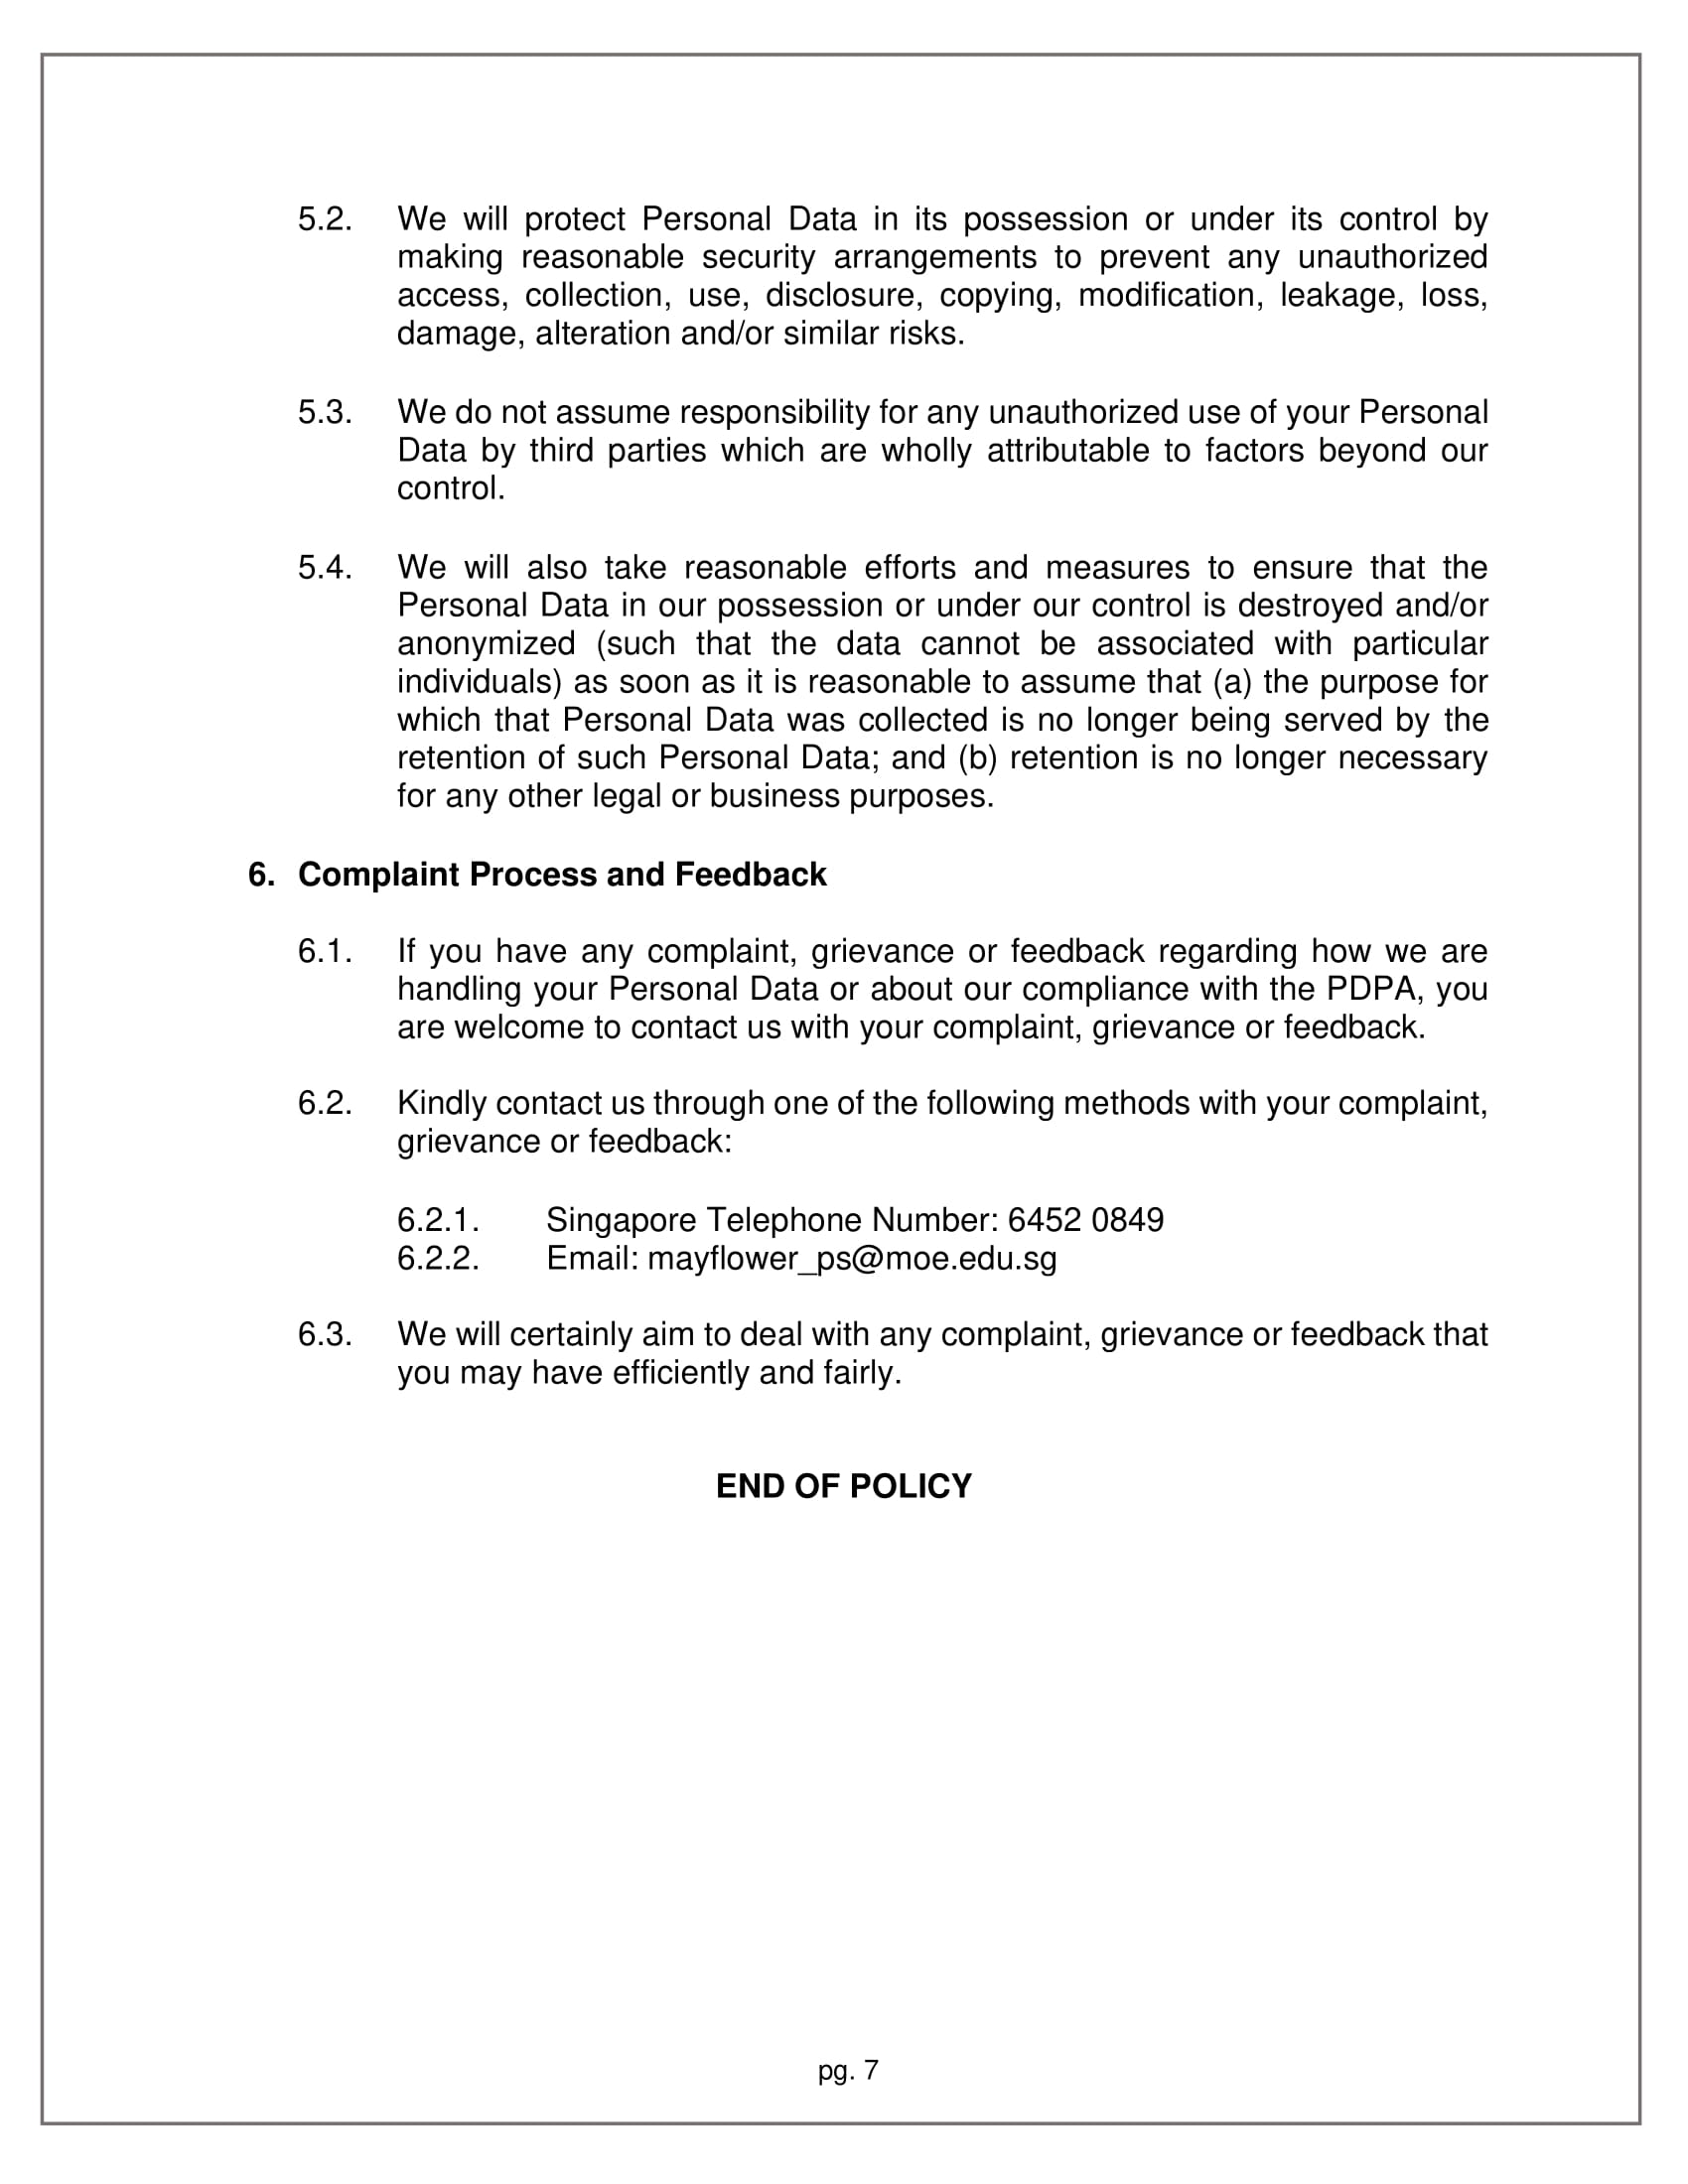 5.2. We will protect Personal Data in its possession or under its control by
making reasonable security arrangements to prevent any unauthorized
access, collection, use, disclosure, copying, modification, leakage, loss,
damage, alteration and/or similar risks.
5.3. We do not assume responsibility for any unauthorized use of your Personal
Data by third parties which are wholly attributable to factors beyond our
control.
5.4. We will also take reasonable efforts and measures to ensure that the
Personal Data in our possession or under our control is destroyed and/or
anonymized (such that the data cannot be associated with particular
individuals) as soon as it is reasonable to assume that (a) the purpose for
which that Personal Data was collected is no longer being served by the
retention of such Personal Data; and (b) retention is no longer necessary
for any other legal or business purposes.
6. Complaint Process and Feedback
6.1. If you have any complaint, grievance or feedback regarding how we are
handling your Personal Data or about our compliance with the PDPA, you
are welcome to contact us with your complaint, grievance or feedback.
6.2. Kindly contact us through one of the following methods with your complaint,
grievance or feedback:
6.2.1. Singapore Telephone Number: 6452 0849
6.2.2. Email: mayflower_ps@moe.edu.sg
6.3. We will certainly aim to deal with any complaint, grievance or feedback that
you may have efficiently and fairly.
END OF POLICY
pg. 7